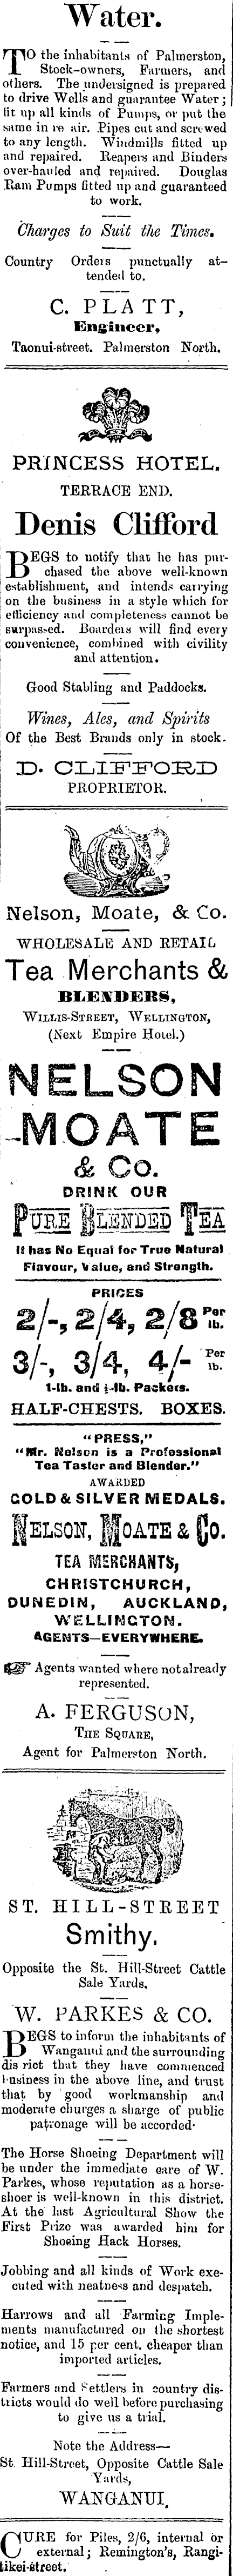 Water.
TO the inhabitants of Palmerston,
Stock-owners, Farmers, and
others. The undersigned is prepared
to drive Wells and guarantee Water;
fit up all kinds of Pumps, or put the
same in re air. Pipes cut and screwed
to any length. Windmills fitted up
and repaired. Reapers and Binders
over-hauled and repaired. Douglas
Ram Pumps fitted up and guaranteed
to work.
Charges to Suit the Times.
Country Orders punctually at-
tended to.
C. PLATT,
Engineer,
Taonui-street. Palmerston North.
PRINCESS HOTEL.
TERRACE END.
Denis Clifford
BEGS to notify that he has pur-
chased the above well-known
establishment, and intends carrying
on the business in a style which for
efficiency and completeness cannot be
surpassed. Boarders will find every
convenience, combined with civility
and attention.
Good Stabling and Paddocks.
Wines, Ales, and Spirits
Of the Best Brands only in stock.
D. CLIFFORD
PROPRIETOR.
Nelson, Moate, & Co.
WHOLESALE AND RETAIL
Tea Merchants &
BLENDERS,
WILLIS-STREET, WELLINGTON,
(Next Empire Hotel.)
NELSON
MOATE
& Co.
DRINK OUR
PURE BLENDED TEA
It has No Equal for True Natural
Flavour, Value, and Strength.
PRICES
2/-, 2/4, 2/8 Per lb.
3/-, 3/4, 4/- Per lb.
1-lb. and ½-lb. Packets.
HALF-CHESTS. BOXES.
"PRESS,"
"Mr. Nelson is a Professional
Tea Taster and Blender."
AWARDED
GOLD & SILVER MEDALS.
NELSON, MOATE & Co.
TEA MERCHANTS,
CHRISTCHURCH,
DUNEDIN, AUCKLAND,
WELLINGTON.
AGENTS—EVERYWHERE.
☞ Agents wanted where not already
represented.
A. FERGUSON,
THE SQUARE,
Agent for Palmerston North.
ST. HILL-STREET
Smithy.
Opposite the St. Hill-Street Cattle
Sale Yards.
W. PARKES & CO.
BEGS to inform the inhabitants of
Wanganui and the surrounding
dis rict that they have commenced
business in the above line, and trust
that by good workmanship and
moderate charges a sharge of public
patronage will be accorded·
The Horse Shoeing Department will
be under the immediate care of W.
Parkes, whose reputation as a horse-
shoer is well-known in this district.
At the last Agricultural Show the
First Prize was awarded him for
Shoeing Hack Horses.
Jobbing and all kinds of Work exe-
cuted with neatness and despatch.
Harrows and all Farming Imple-
ments manufactured on the shortest
notice, and 15 per cent. cheaper than
imported articles.
Farmers and Settlers in country dis-
tricts would do well before purchasing
to give us a trial.
Note the Address—
St. Hill-Street, Opposite Cattle Sale
Yards,
WANGANUI.
CURE for Piles, 2/6, internal or
external; Remington's, Rangi-
tikei-street.